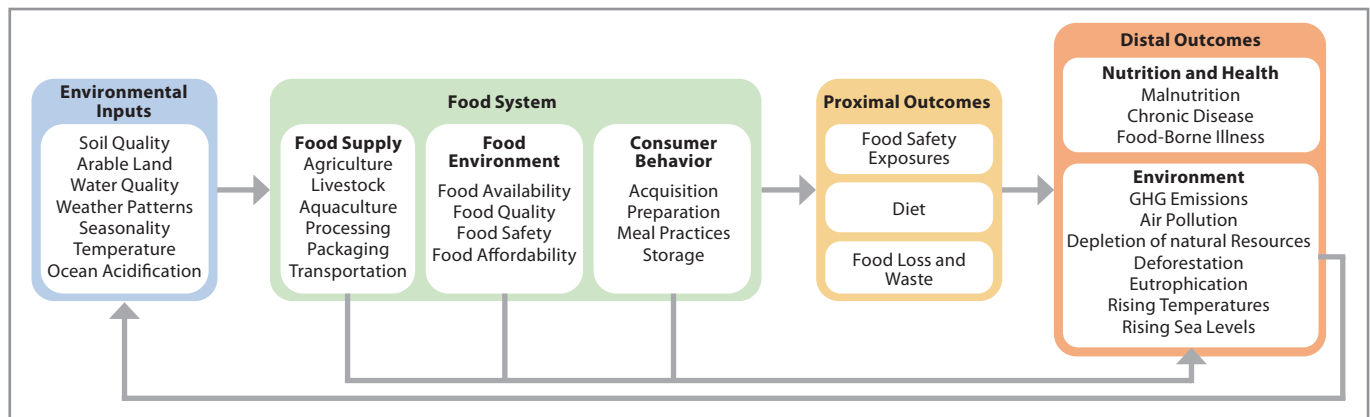 Environmental
Inputs
Soil Quality
Arable Land
Water Quality
Weather Patterns
Seasonality
Temperature
Ocean Acidification
Food System
Food Supply
Agriculture
Livestock
Aquaculture
Processing
Packaging
Transportation
Food
Environment
Food Availability
Food Quality
Food Safety
Food Affordability
Consumer
Behavior
Acquisition
Preparation
Meal Practices
Storage
Proximal Outcomes
Food Safety
Exposures
Diet
Food Loss and
Waste
Distal Outcomes
Nutrition and Health
Malnutrition
Chronic Disease
Food-Borne Illness
Environment
GHG Emissions
Air Pollution
Depletion of natural Resources
Deforestation
Eutrophication
Rising Temperatures
Rising Sea Levels